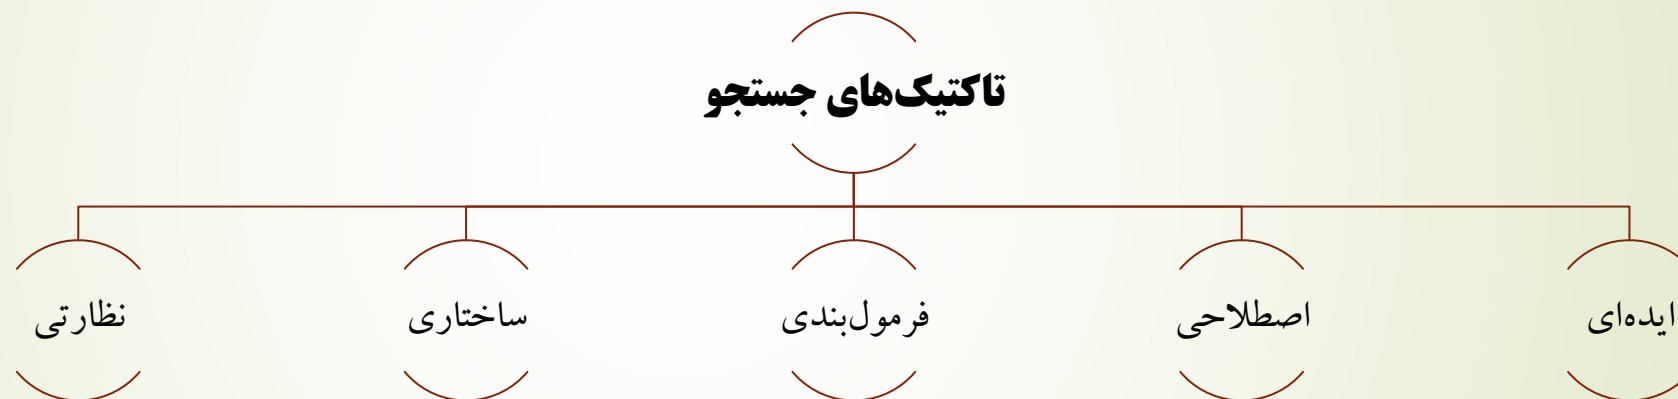 تاکتیک‌های جستجو
ایده‌ای
اصطلاحی
فرمول‌بندی
ساختاری
نظارتی